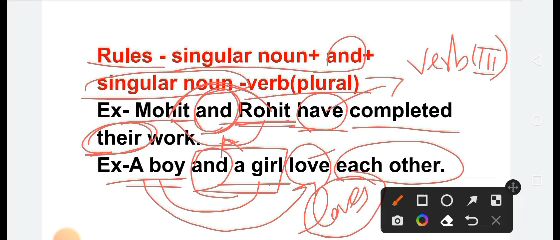 Rules - singular noun+ and+
singular noun -verb(plural)
Ex- Mohit and Rohit have completed
their work.
Ex-A boy and a girl love each other.
verb(III)
loves